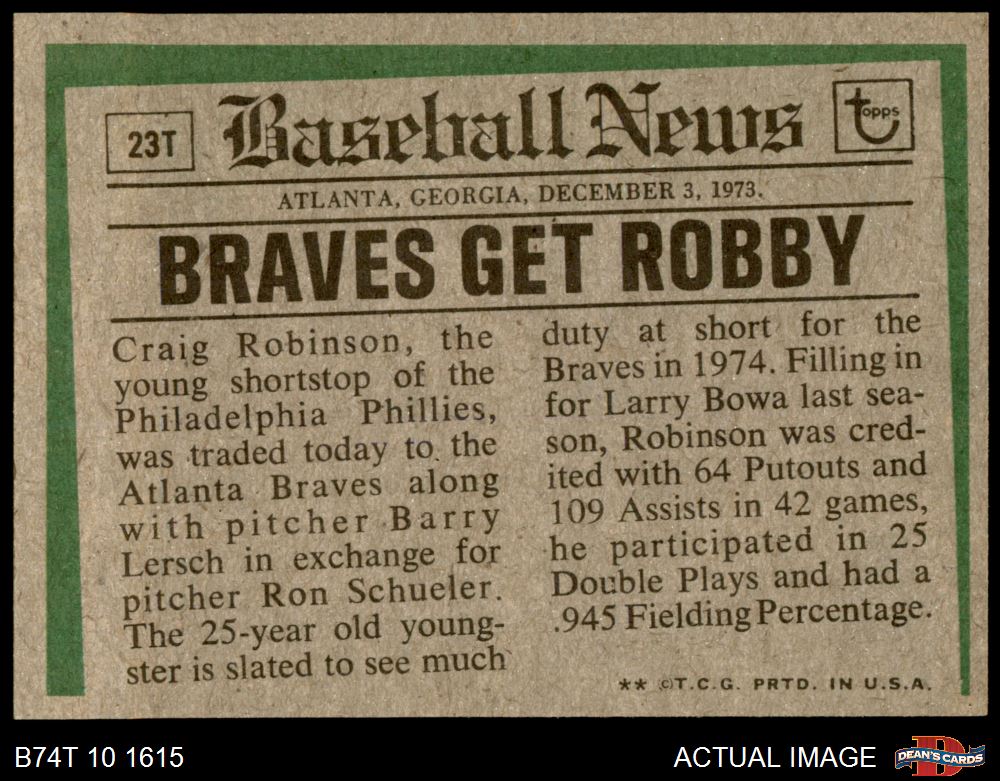 23T
Baseball News
topps
ATLANTA, GEORGIA, DECEMBER 3, 1973.
BRAVES GET ROBBY
Craig Robinson, the
young shortstop of the
Philadelphia Phillies,
was traded today to the
Atlanta Braves along
with pitcher Barry
Lersch in exchange for
pitcher Ron Schueler.
The 25-year old young-
ster is slated to see much
duty at short for the
Braves in 1974. Filling in
for Larry Bowa last sea-
son, Robinson was cred-
ited with 64 Putouts and
109 Assists in 42 games,
he participated in 25
Double Plays and had a
.945 Fielding Percentage.
** ©T.C.G. PRTD. IN U.S.A.
B74T 10 1615
ACTUAL IMAGE
D
DEAN'S CARDS